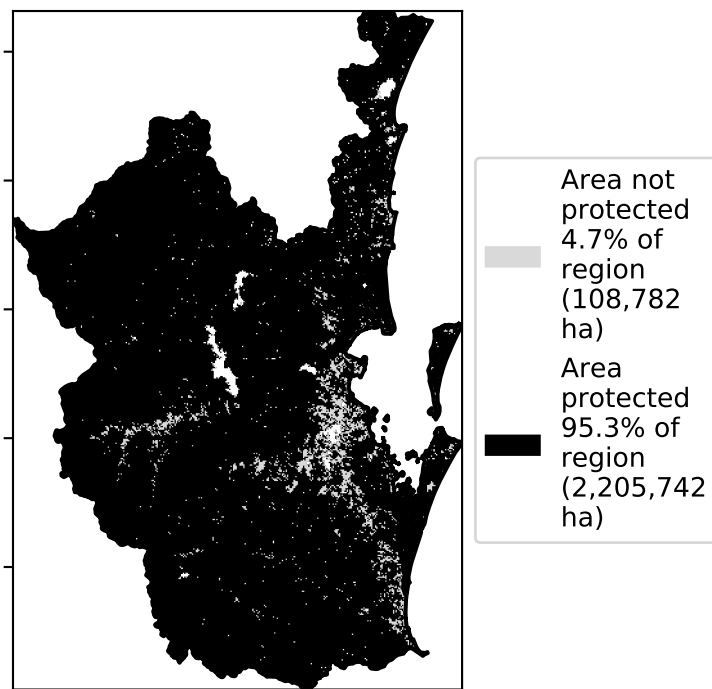 Area not
protected
4.7% of
region
(108,782
ha)
Area
protected
95.3% of
region
(2,205,742
ha)